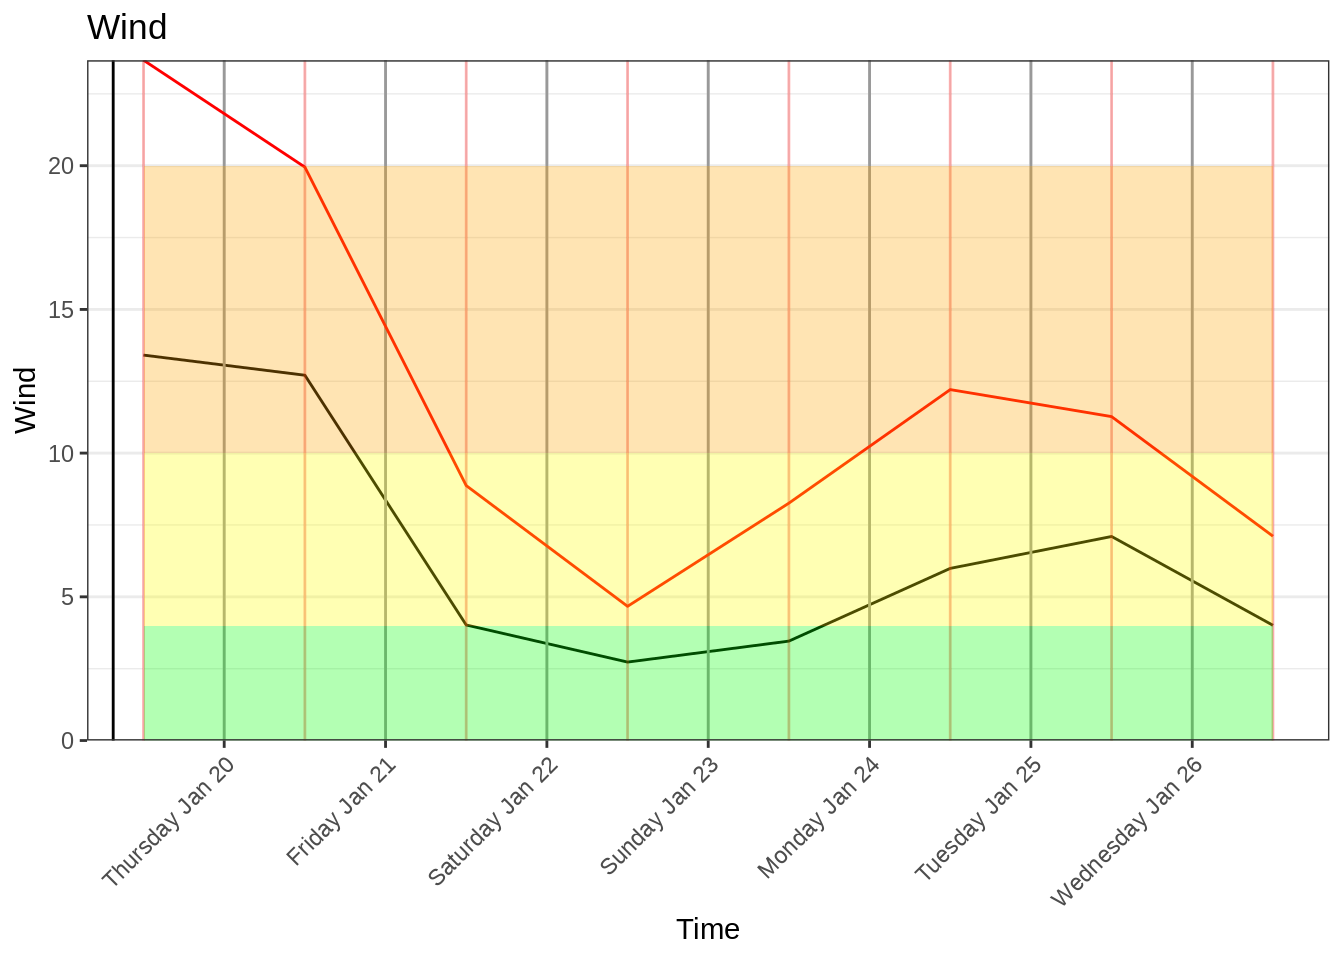 Wind
Wind
20
15
10
5
0
Thursday Jan 20
Friday Jan 21
Saturday Jan 22
Sunday Jan 23
Monday Jan 24
Tuesday Jan 25
Wednesday Jan 26
Time